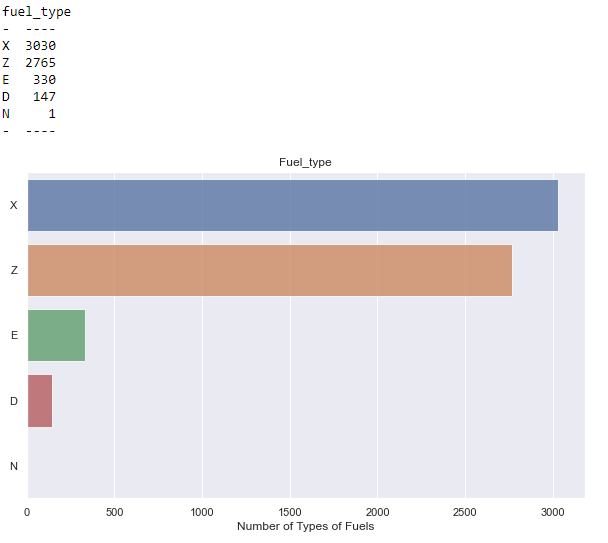 fuel_type
-  ----
X  3030
Z  2765
E   330
D   147
N     1
-  ----
Fuel_type
X
Z
E
D
N
0 500 1000 1500 2000 2500 3000
Number of Types of Fuels